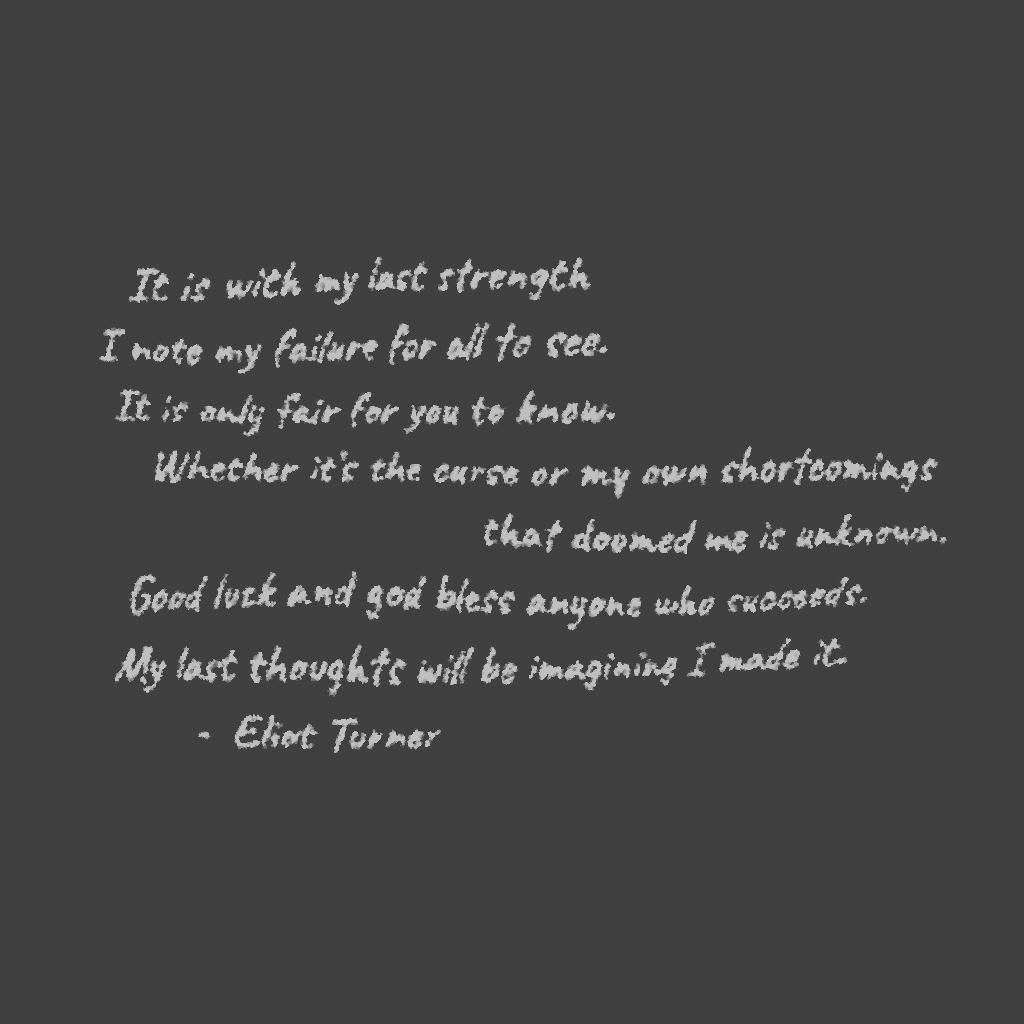 It is with my last strength
I note my failure for all to see.
It is only fair for you to know.
Whether it's the curse or my own shortcomings
that doomed me is unknown.
Good luck and god bless anyone who succeeds.
My last thoughts will be imagining I made it.
- Eliot Turner